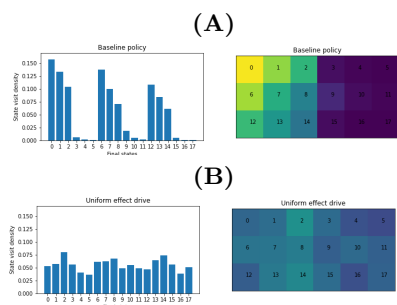 (A)
Baseline policy
State visit density
0.150
0.125
0.100
0.075
0.050
0.025
0.000
0 1 2 3 4 5 6 7 8 9 10 11 12 13 14 15 16 17
Final states
Baseline policy
0 1 2 3 4 5
6 7 8 9 10 11
12 13 14 15 16 17
(B)
Uniform effect drive
State visit density
0.150
0.125
0.100
0.075
0.050
0.025
0.000
0 1 2 3 4 5 6 7 8 9 10 11 12 13 14 15 16 17
Uniform effect drive
0 1 2 3 4 5
6 7 8 9 10 11
12 13 14 15 16 17